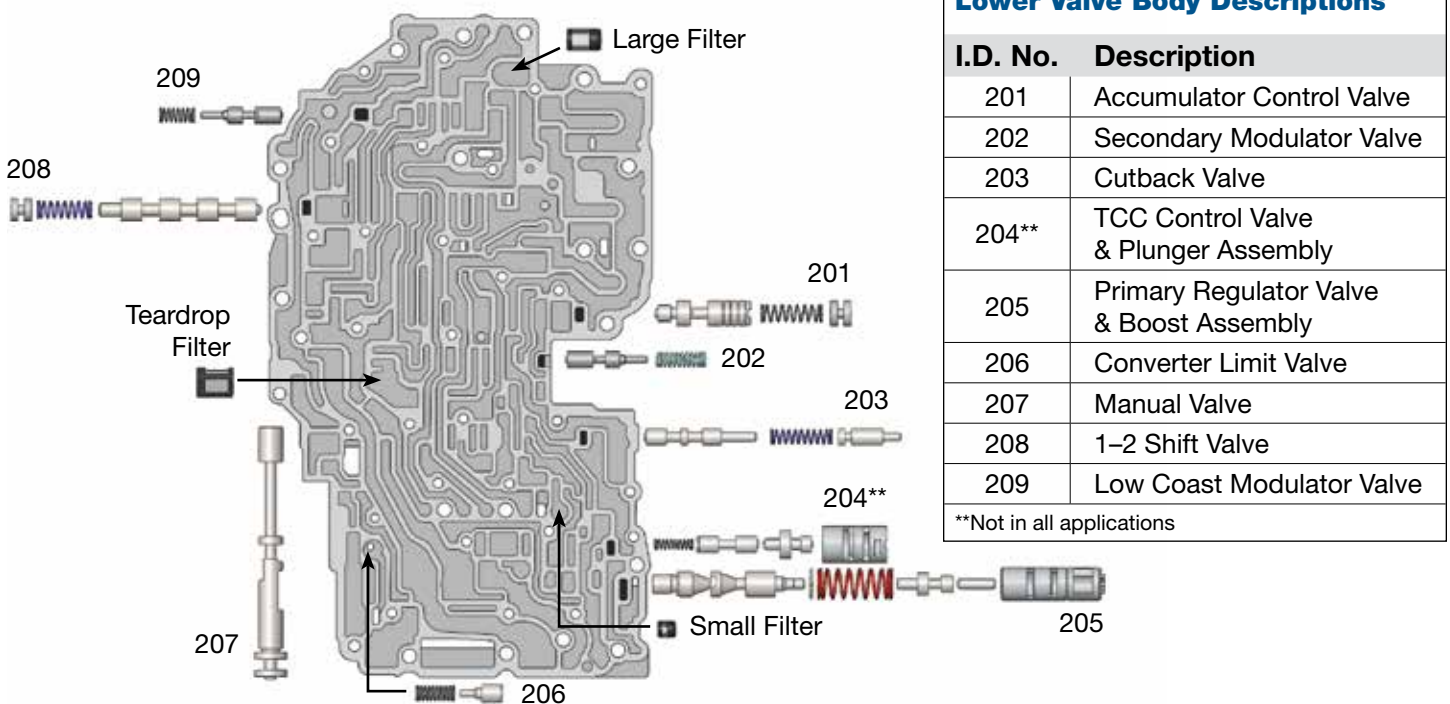 Large Filter
209
208
201
Teardrop
Filter
202
203
204**
207
Small Filter
205
206
Lower Valve Body Descriptions
I.D. No. Description
201 Accumulator Control Valve
202 Secondary Modulator Valve
203 Cutback Valve
204** TCC Control Valve
& Plunger Assembly
205 Primary Regulator Valve
& Boost Assembly
206 Converter Limit Valve
207 Manual Valve
208 1–2 Shift Valve
209 Low Coast Modulator Valve
**Not in all applications